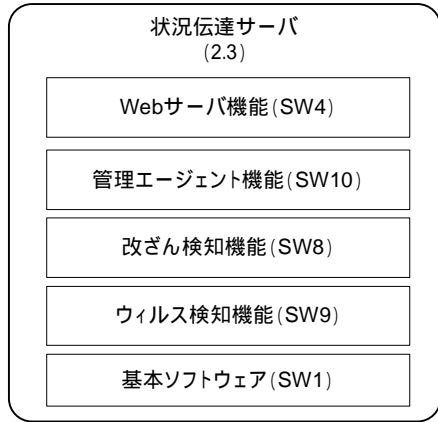 状況伝達サーバ
(2.3)
Webサーバ機能(SW4)
管理エージェント機能(SW10)
改ざん検知機能(SW8)
ウィルス検知機能(SW9)
基本ソフトウェア(SW1)